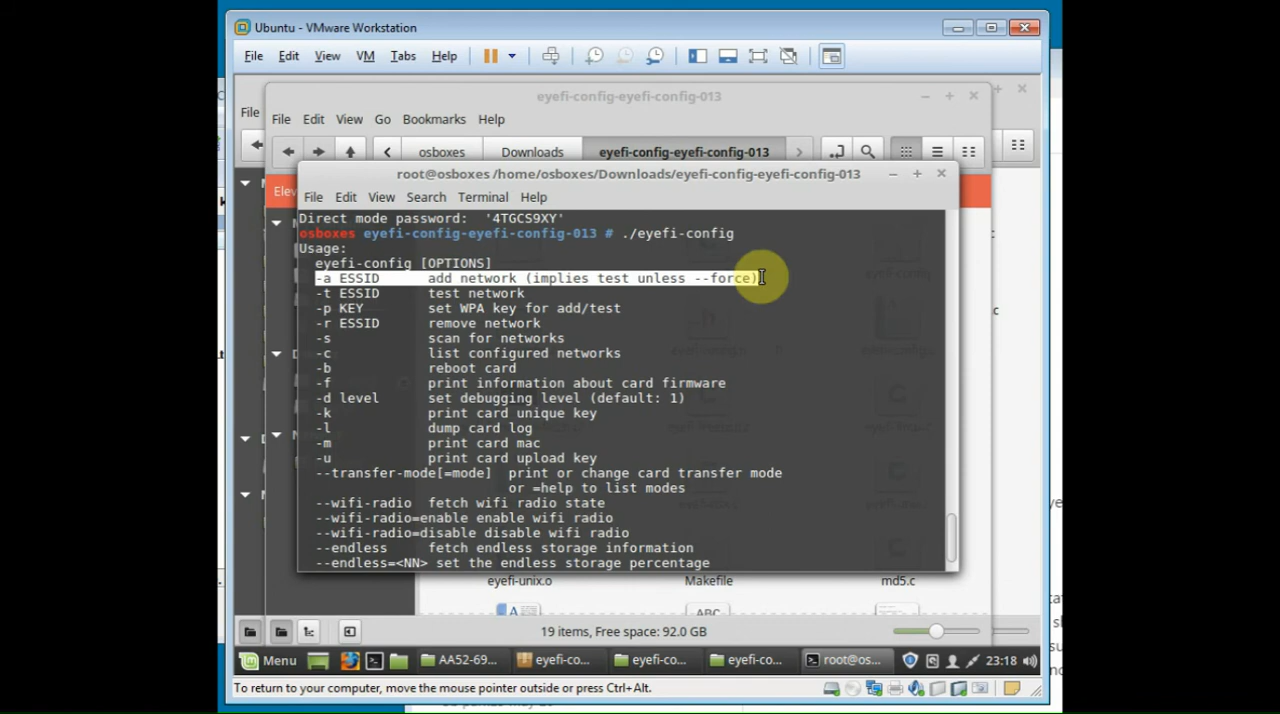 Ubuntu - VMware Workstation
File Edit View VM Tabs Help
eyefi-config-eyefi-config-013
File
File Edit View Go Bookmarks Help
osboxes Downloads eyefi-config-eyefi-config-013
root@osboxes /home/osboxes/Downloads/eyefi-config-eyefi-config-013
File Edit View Search Terminal Help
Direct mode password: '4TGCS9XY'
osboxes eyefi-config-eyefi-config-013 # ./eyefi-config
Usage:
eyefi-config [OPTIONS]
-a ESSID add network (implies test unless --force)
-t ESSID test network
-p KEY set WPA key for add/test
-r ESSID remove network
-s scan for networks
-c list configured networks
-b reboot card
-f print information about card firmware
-d level set debugging level (default: 1)
-k print card unique key
-l dump card log
-m print card mac
-u print card upload key
--transfer-mode[=mode] print or change card transfer mode
or =help to list modes
--wifi-radio fetch wifi radio state
--wifi-radio=enable enable wifi radio
--wifi-radio=disable disable wifi radio
--endless fetch endless storage information
--endless=<NN> set the endless storage percentage
eyefi-unix.o Makefile md5.c
19 items, Free space: 92.0 GB
Menu AA52-69... eyefi-co... eyefi-co... eyefi-co... root@os... 23:18
To return to your computer, move the mouse pointer outside or press Ctrl+Alt.